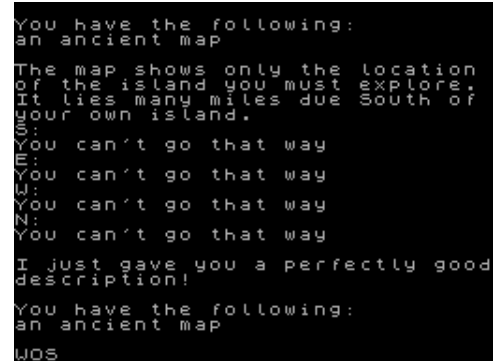 You have the following:
an ancient map
The map shows only the location
of the island you must explore.
It lies many miles due South of
your own island.
S:
You can't go that way
E:
You can't go that way
W:
You can't go that way
N:
You can't go that way
I just gave you a perfectly good
description!
You have the following:
an ancient map
WOS